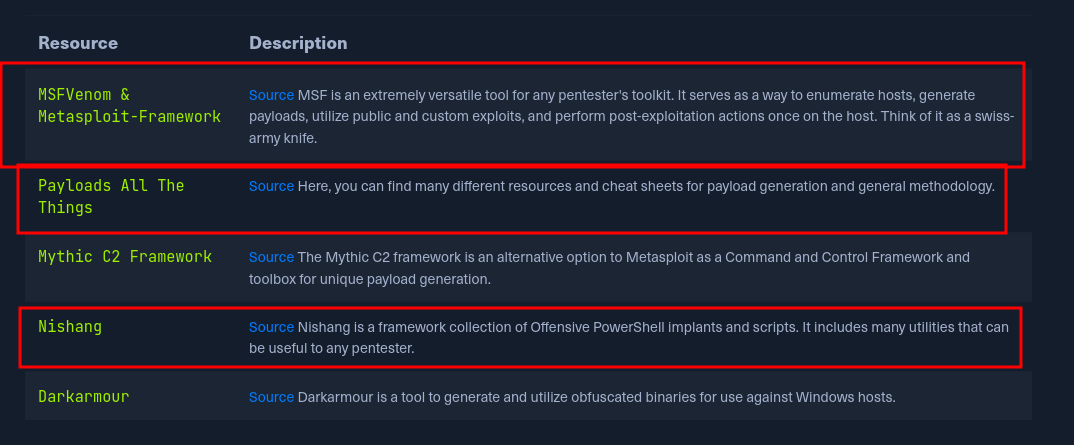 Resource Description
MSFVenom & Source MSF is an extremely versatile tool for any pentester's toolkit. It serves as a way to enumerate hosts, generate
Metasploit-Framework payloads, utilize public and custom exploits, and perform post-exploitation actions once on the host. Think of it as a swiss-
army knife.
Payloads All The Source Here, you can find many different resources and cheat sheets for payload generation and general methodology.
Things
Mythic C2 Framework Source The Mythic C2 framework is an alternative option to Metasploit as a Command and Control Framework and
toolbox for unique payload generation.
Nishang Source Nishang is a framework collection of Offensive PowerShell implants and scripts. It includes many utilities that can
be useful to any pentester.
Darkarmour Source Darkarmour is a tool to generate and utilize obfuscated binaries for use against Windows hosts.